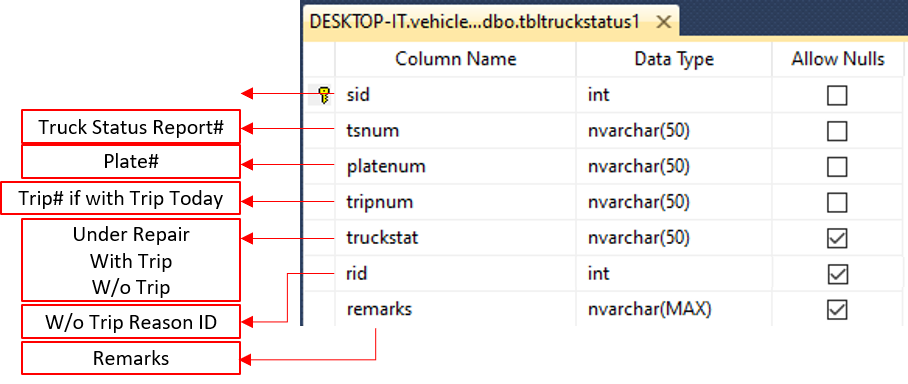 DESKTOP-IT.vehicle...dbo.tbltruckstatus1
Column Name Data Type Allow Nulls
sid int
Truck Status Report# tsnum nvarchar(50)
Plate# platenum nvarchar(50)
Trip# if with Trip Today tripnum nvarchar(50)
Under Repair truckstat nvarchar(50)
With Trip
W/o Trip
rid int
W/o Trip Reason ID remarks nvarchar(MAX)
Remarks